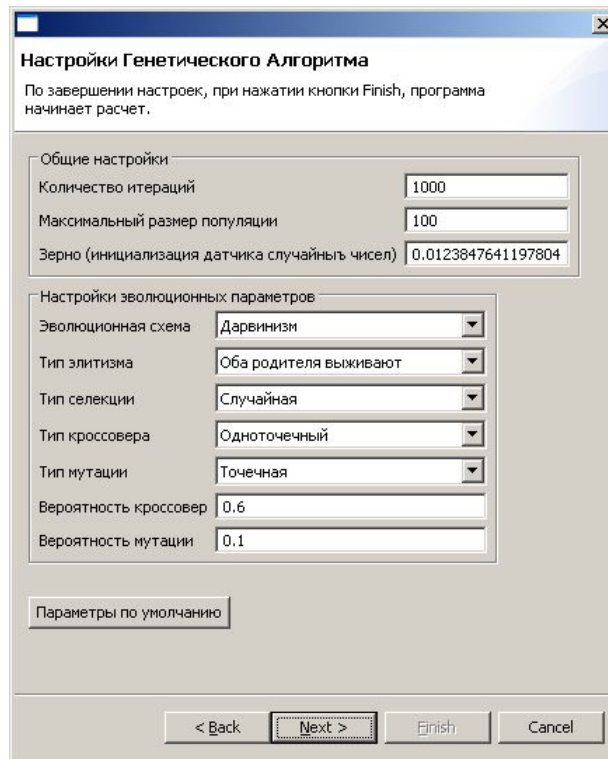 Настройки Генетического Алгоритма
По завершении настроек, при нажатии кнопки Finish, программа
начинает расчет.
Общие настройки
Количество итераций 1000
Максимальный размер популяции 100
Зерно (инициализация датчика случайныъ чисел) 0.0123847641197804
Настройки эволюционных параметров
Эволюционная схема Дарвинизм
Тип элитизма Оба родителя выживают
Тип селекции Случайная
Тип кроссовера Одноточечный
Тип мутации Точечная
Вероятность кроссовер 0.6
Вероятность мутации 0.1
Параметры по умолчанию
< Back Next > Finish Cancel